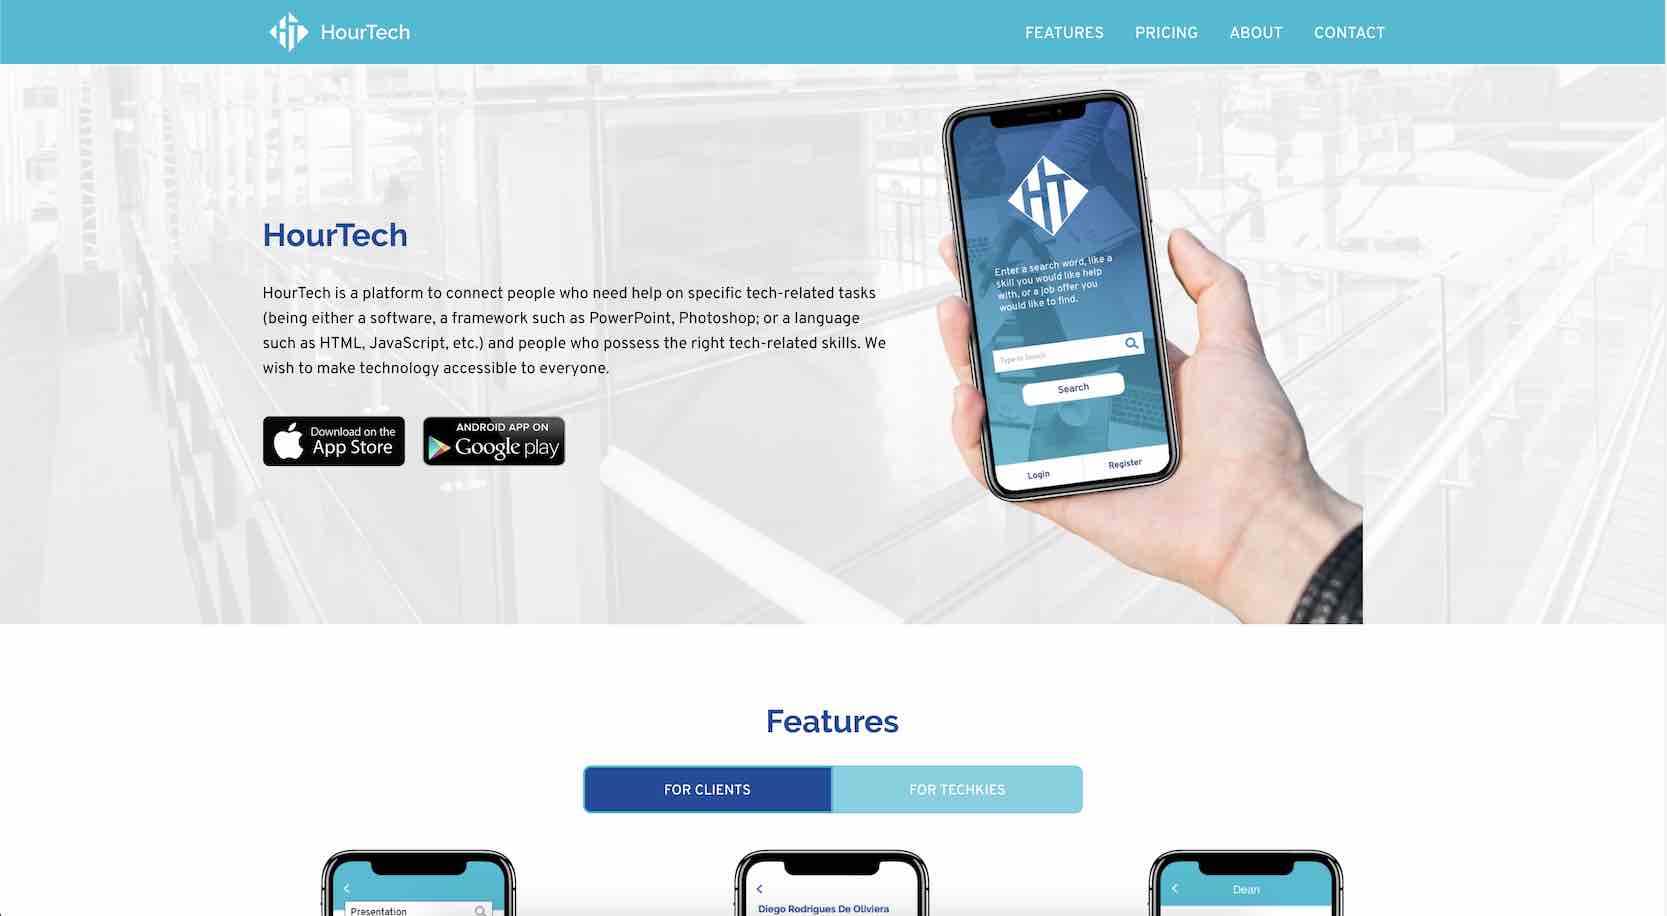 HourTech
FEATURES
PRICING
ABOUT
CONTACT
HourTech
HourTech is a platform to connect people who need help on specific tech-related tasks
(being either a software, a framework such as PowerPoint, Photoshop; or a language
such as HTML, JavaScript, etc.) and people who possess the right tech-related skills. We
wish to make technology accessible to everyone.
Download on the
App Store
ANDROID APP ON
Google play
HT
Enter a search word, like a
skill you would like help
with, or a job offer you
would like to find.
Type to Search
Search
Login
Register
Features
FOR CLIENTS
FOR TECHKIES
Presentation
Diego Rodrigues De Oliviera
Dean